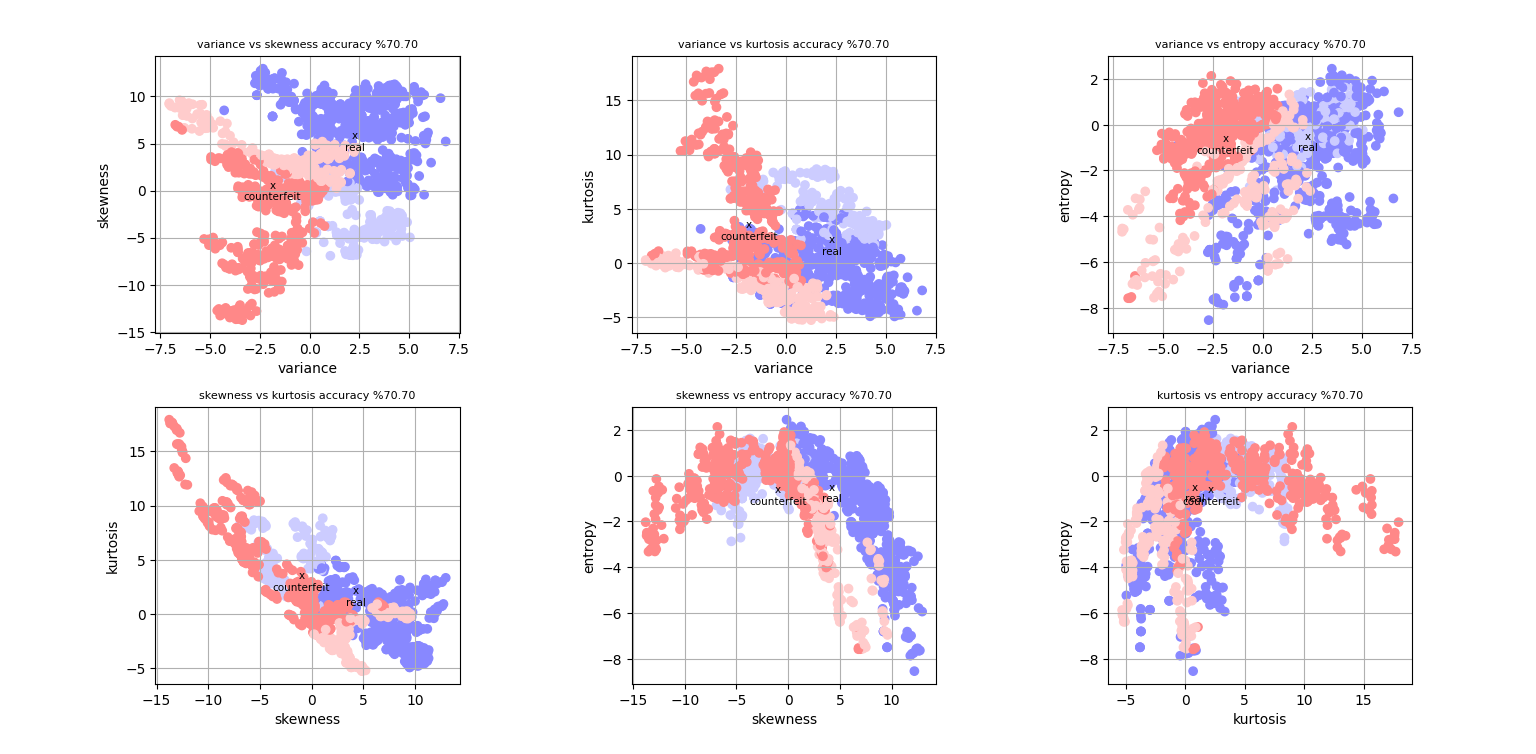 variance vs skewness accuracy %70.70
10
5
0
−5
−10
−15
skewness
x
real
x
counterfeit
−7.5 −5.0 −2.5 0.0 2.5 5.0 7.5
variance
variance vs kurtosis accuracy %70.70
15
10
5
0
−5
kurtosis
x
counterfeit
x
real
−7.5 −5.0 −2.5 0.0 2.5 5.0 7.5
variance
variance vs entropy accuracy %70.70
2
0
−2
−4
−6
−8
entropy
x
counterfeit
x
real
−7.5 −5.0 −2.5 0.0 2.5 5.0 7.5
variance
skewness vs kurtosis accuracy %70.70
15
10
5
0
−5
kurtosis
x
counterfeit
x
real
−15 −10 −5 0 5 10
skewness
skewness vs entropy accuracy %70.70
2
0
−2
−4
−6
−8
entropy
x
counterfeit
x
real
−15 −10 −5 0 5 10
skewness
kurtosis vs entropy accuracy %70.70
2
0
−2
−4
−6
−8
entropy
x
real
x
counterfeit
−5 0 5 10 15
kurtosis